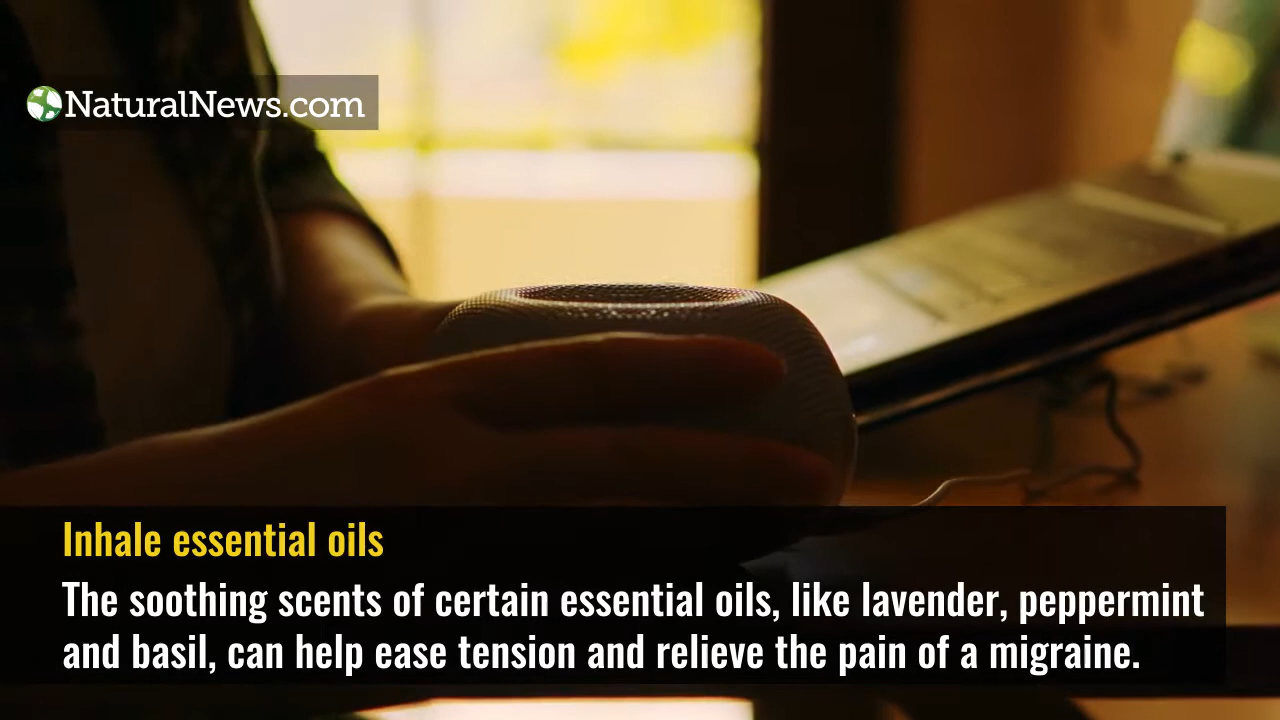 NaturalNews.com
Inhale essential oils
The soothing scents of certain essential oils, like lavender, peppermint
and basil, can help ease tension and relieve the pain of a migraine.